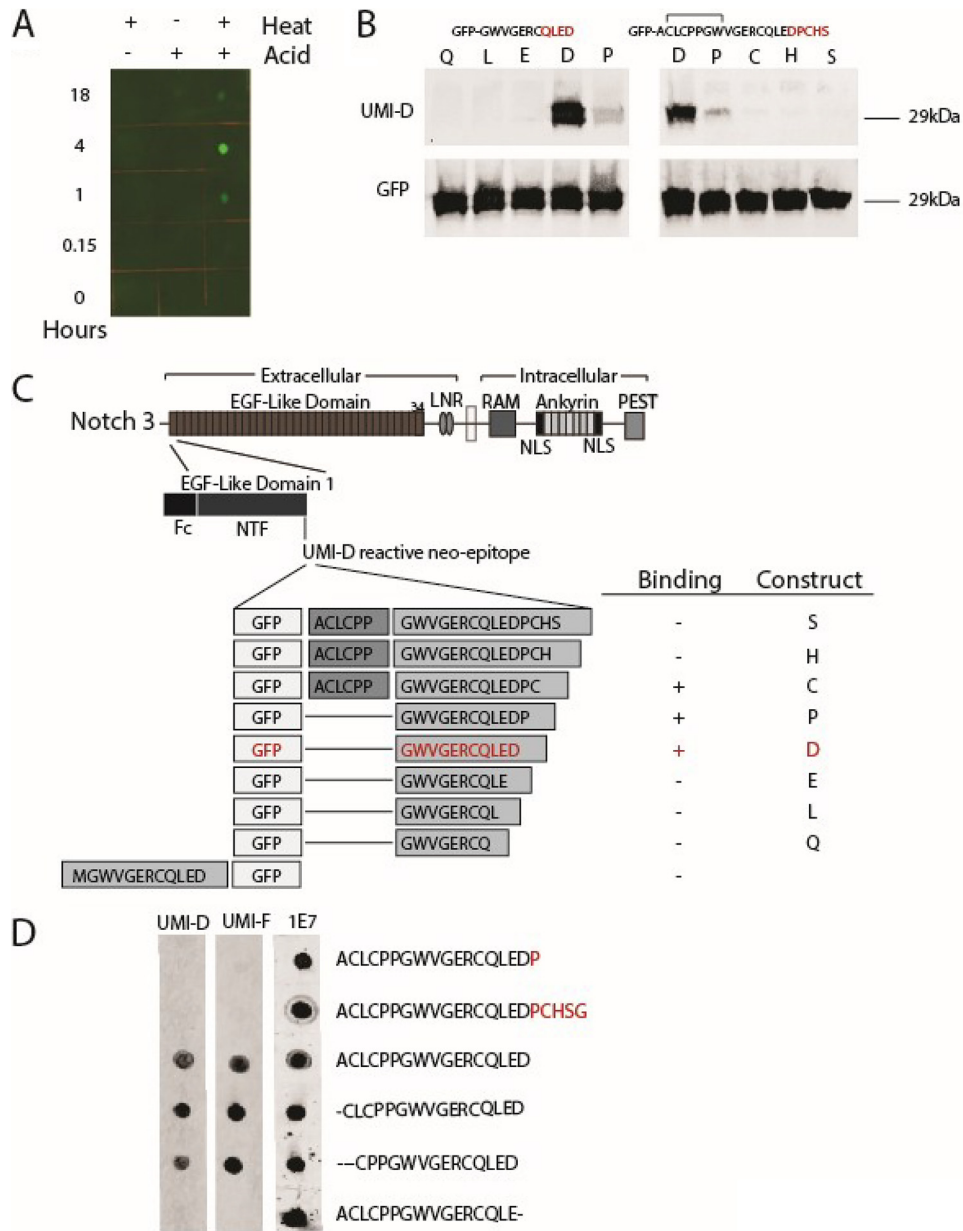 A
+ - + Heat
- + + Acid
18
4
1
0.15
0
Hours
B
GFP-GWVGERCQLED
GFP-ACLCPPGWVGERCQLEDPCHS
Q L E D P
D P C H S
UMI-D
29kDa
GFP
29kDa
C
Extracellular
Intracellular
Notch 3
EGF-Like Domain
34
LNR
RAM
Ankyrin
PEST
NLS
NLS
EGF-Like Domain 1
Fc
NTF
UMI-D reactive neo-epitope
Binding Construct
GFP ACLCPP GWVGERCQLEDPCHS - S
GFP ACLCPP GWVGERCQLEDPCH - H
GFP ACLCPP GWVGERCQLEDPC + C
GFP GWVGERCQLEDP + P
GFP GWVGERCQLED + D
GFP GWVGERCQLE - E
GFP GWVGERCQL - L
GFP GWVGERCQ - Q
MGWVGERCQLED GFP -
D
UMI-D UMI-F 1E7
ACLCPPGWVGERCQLEDP
ACLCPPGWVGERCQLEDPCHSG
ACLCPPGWVGERCQLED
-CLCPPGWVGERCQLED
---CPPGWVGERCQLED
ACLCPPGWVGERCQLE-